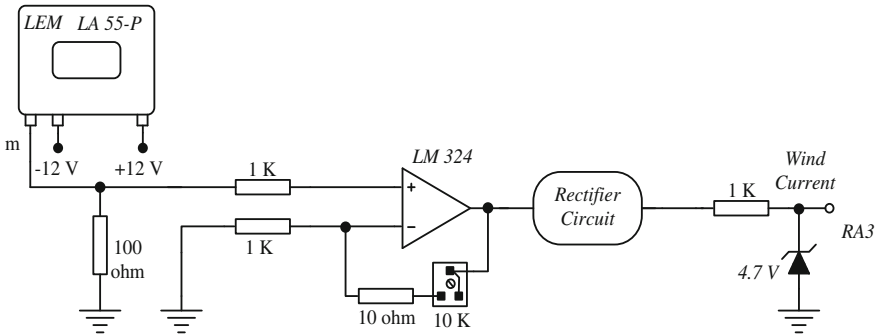 LEM LA 55-P
m
-12 V
+12 V
1 K
LM 324
+
Rectifier
Circuit
1 K
Wind
Current
RA3
1 K
−
100
ohm
10 ohm
10 K
4.7 V